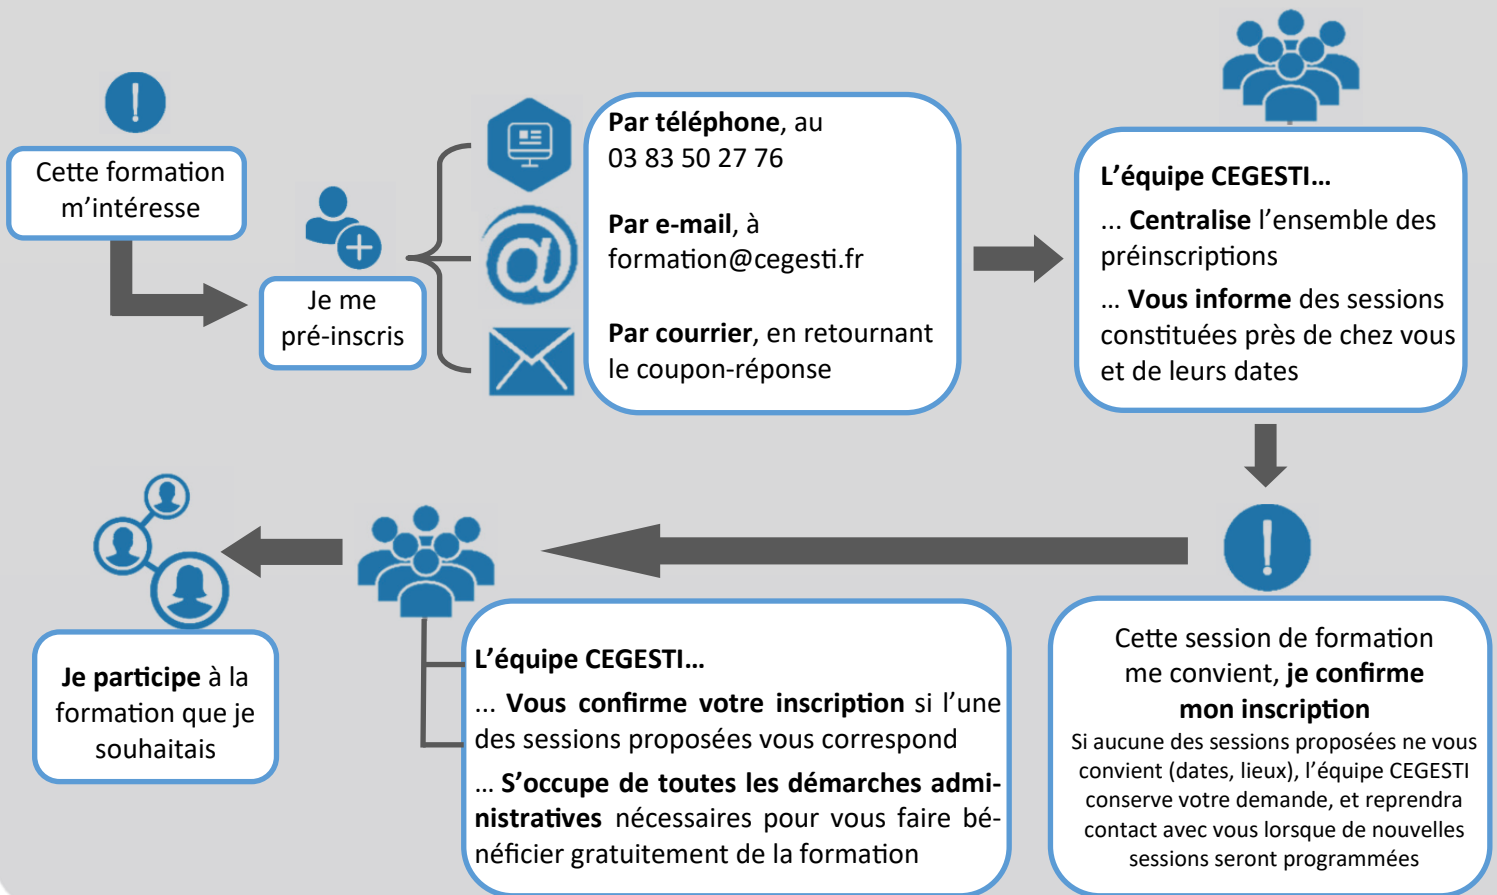 Cette formation
m’intéresse
Je me
pré-inscris
Par téléphone, au
03 83 50 27 76
Par e-mail, à
formation@cegesti.fr
Par courrier, en retournant
le coupon-réponse
L’équipe CEGESTI...
... Centralise l’ensemble des
préinscriptions
... Vous informe des sessions
constituées près de chez vous
et de leurs dates
Cette session de formation
me convient, je confirme
mon inscription
Si aucune des sessions proposées ne vous
convient (dates, lieux), l’équipe CEGESTI
conserve votre demande, et reprendra
contact avec vous lorsque de nouvelles
sessions seront programmées
L’équipe CEGESTI...
... Vous confirme votre inscription si l’une
des sessions proposées vous correspond
... S’occupe de toutes les démarches admi-
nistratives nécessaires pour vous faire bé-
néficier gratuitement de la formation
Je participe à la
formation que je
souhaitais